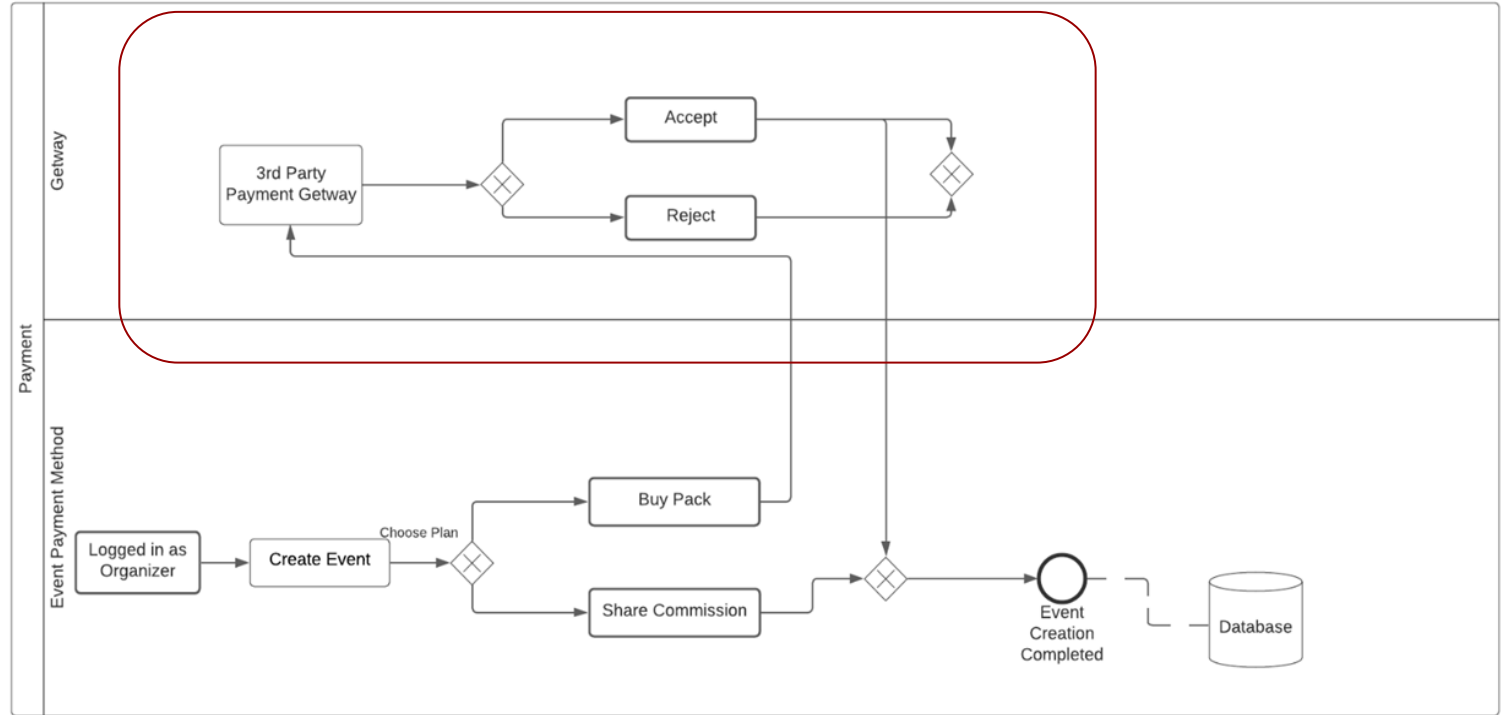 Payment
Getway
3rd Party
Payment Getway
Accept
Reject
Event Payment Method
Logged in as
Organizer
Create Event
Choose Plan
Buy Pack
Share Commission
Event
Creation
Completed
Database